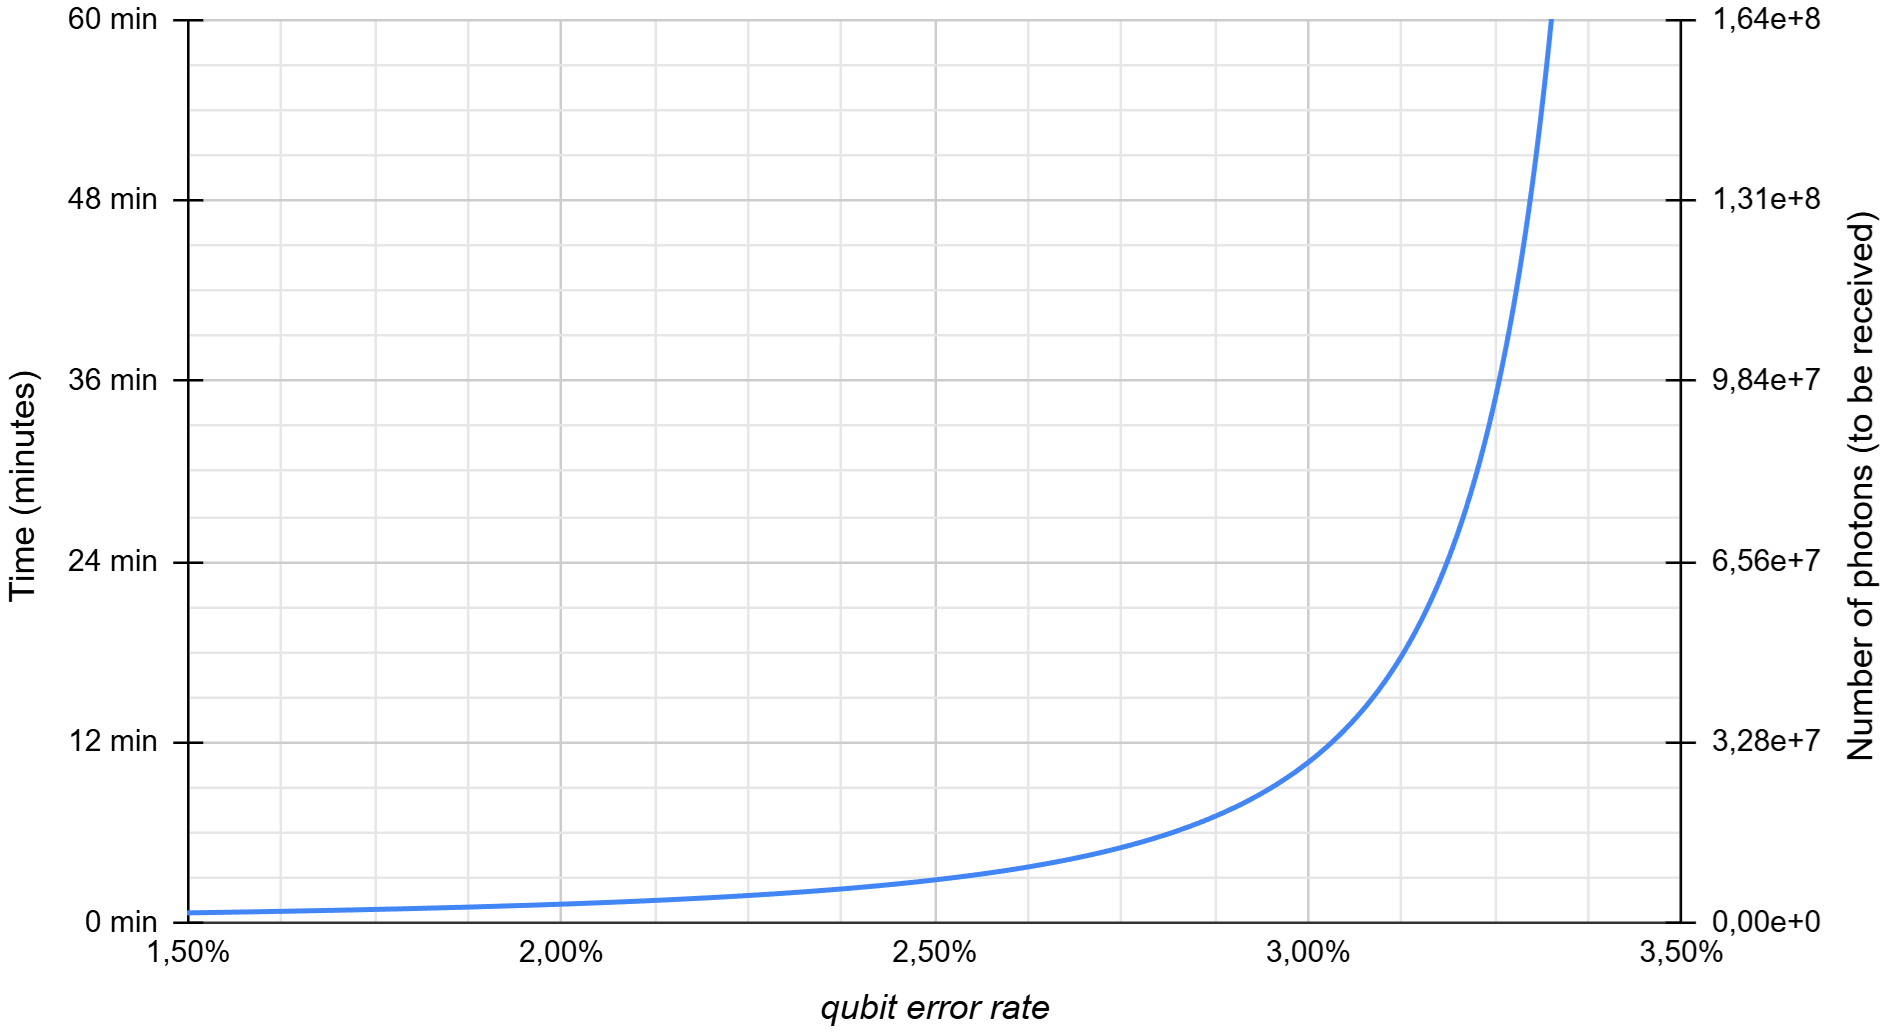 60 min
48 min
36 min
24 min
12 min
0 min
Time (minutes)
1,64e+8
1,31e+8
9,84e+7
6,56e+7
3,28e+7
0,00e+0
Number of photons (to be received)
1,50%
2,00%
2,50%
3,00%
3,50%
qubit error rate